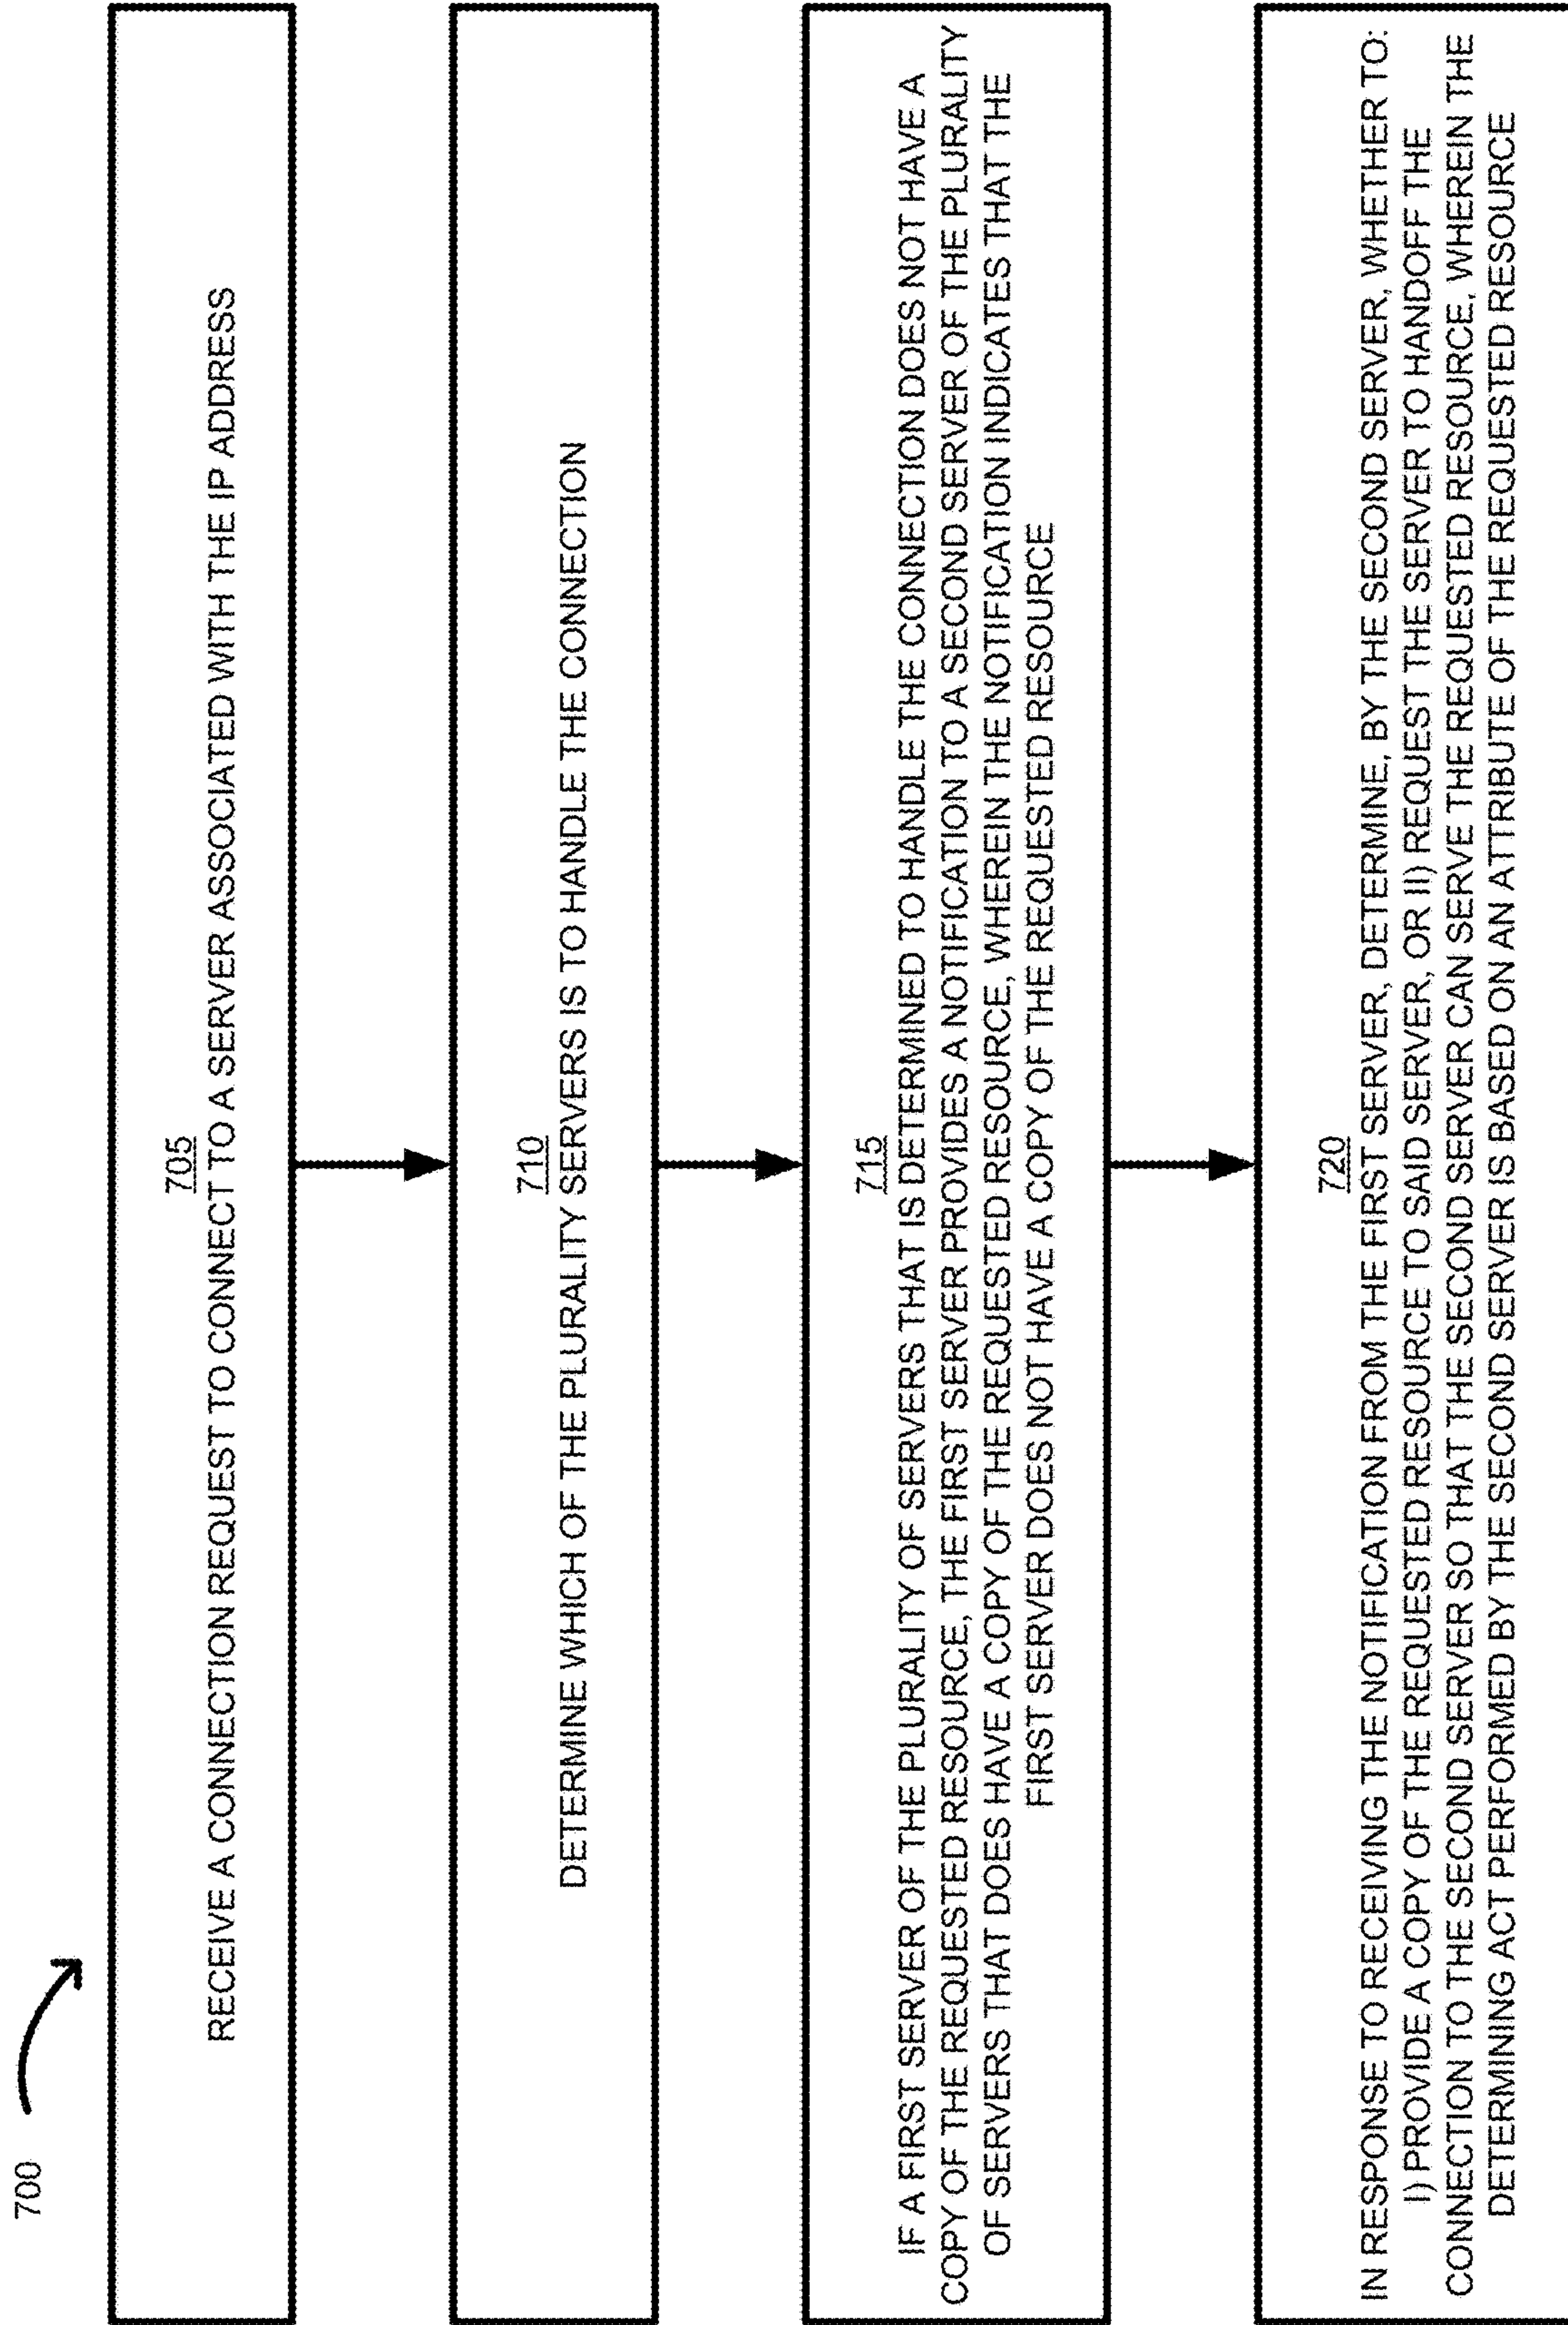 700
705
RECEIVE A CONNECTION REQUEST TO CONNECT TO A SERVER ASSOCIATED WITH THE IP ADDRESS
710
DETERMINE WHICH OF THE PLURALITY SERVERS IS TO HANDLE THE CONNECTION
715
IF A FIRST SERVER OF THE PLURALITY OF SERVERS THAT IS DETERMINED TO HANDLE THE CONNECTION DOES NOT HAVE A
COPY OF THE REQUESTED RESOURCE, THE FIRST SERVER PROVIDES A NOTIFICATION TO A SECOND SERVER OF THE PLURALITY
OF SERVERS THAT DOES HAVE A COPY OF THE REQUESTED RESOURCE, WHEREIN THE NOTIFICATION INDICATES THAT THE
FIRST SERVER DOES NOT HAVE A COPY OF THE REQUESTED RESOURCE
720
IN RESPONSE TO RECEIVING THE NOTIFICATION FROM THE FIRST SERVER, DETERMINE, BY THE SECOND SERVER, WHETHER TO:
I) PROVIDE A COPY OF THE REQUESTED RESOURCE TO SAID SERVER, OR II) REQUEST THE SERVER TO HANDOFF THE
CONNECTION TO THE SECOND SERVER SO THAT THE SECOND SERVER CAN SERVE THE REQUESTED RESOURCE, WHEREIN THE
DETERMINING ACT PERFORMED BY THE SECOND SERVER IS BASED ON AN ATTRIBUTE OF THE REQUESTED RESOURCE